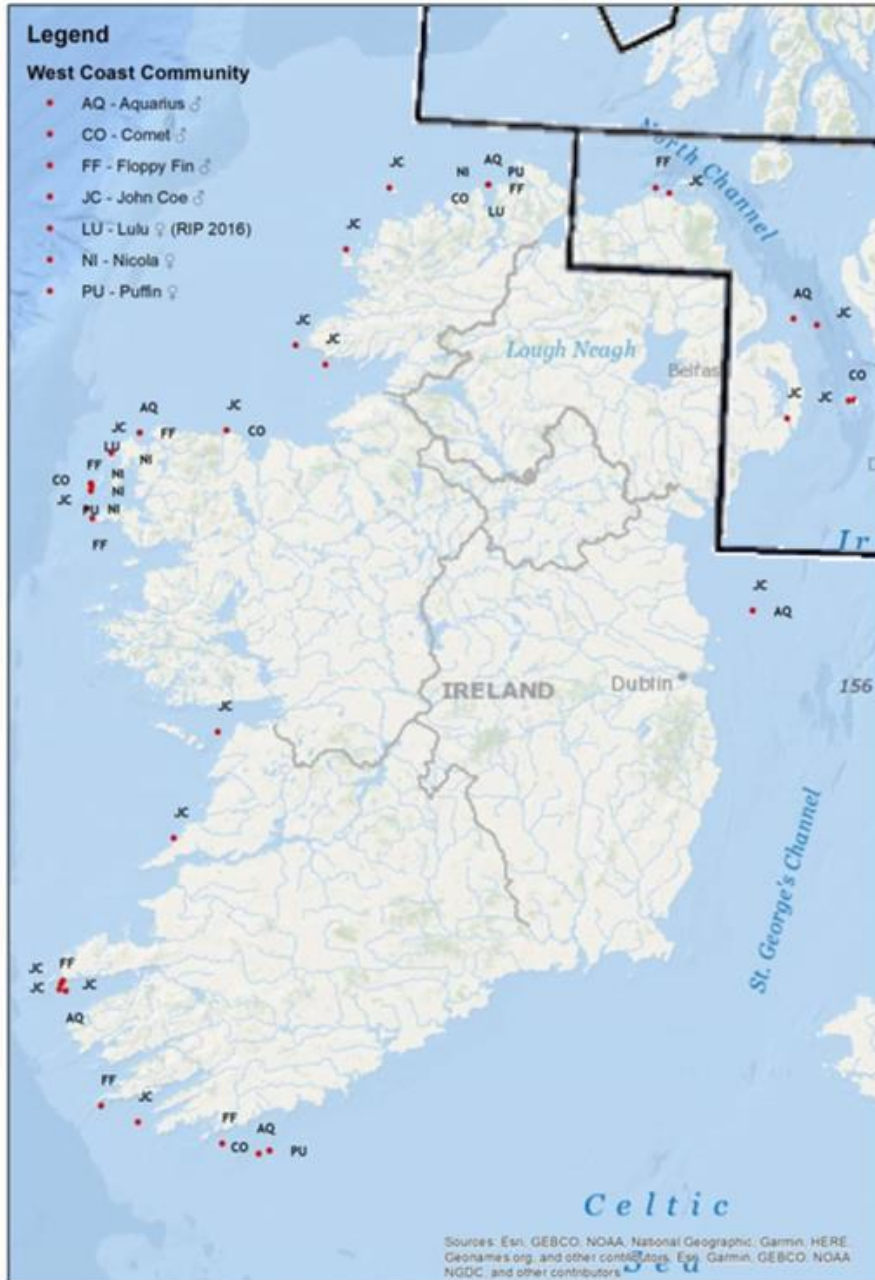 Legend
West Coast Community
AQ - Aquarius ♂
CO - Comet ♂
FF - Floppy Fin ♂
JC - John Coe ♂
LU - Lulu ♀ (RIP 2016)
NI - Nicola ♀
PU - Puffin ♀
North Channel
JC
NI AQ PU
CO FF
LU
FF
JC
JC
AQ
JC
JC
JC
Lough Neagh
Belfas
CO
JC
JC
AQ
JC
FF
JC
CO
LU
NI
FF
NI
CO
NI
JC
PU NI
FF
Ir
JC
AQ
IRELAND
Dublin
156
JC
JC
St. George's Channel
JC FF
JC JC
AQ
FF
JC
FF
AQ
CO
PU
Celtic
Sea
Sources: Esri, GEBCO, NOAA, National Geographic, Garmin, HERE,
Geonames.org, and other contributors, Esri, Garmin, GEBCO, NOAA
NGDC, and other contributors